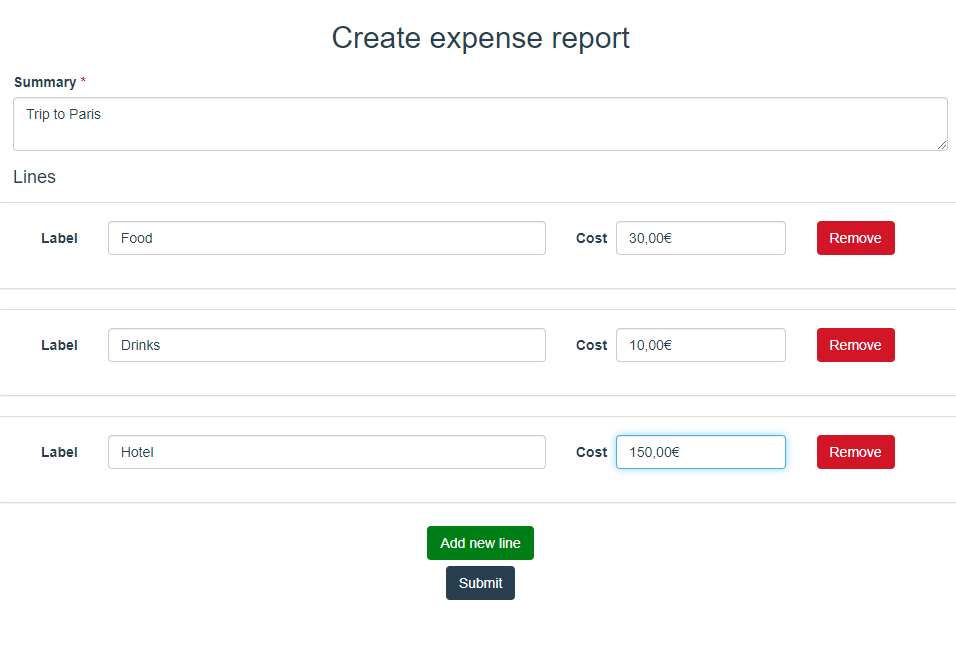 Create expense report
Summary *
Trip to Paris
Lines
Label Food Cost 30,00€ Remove
Label Drinks Cost 10,00€ Remove
Label Hotel Cost 150,00€ Remove
Add new line
Submit